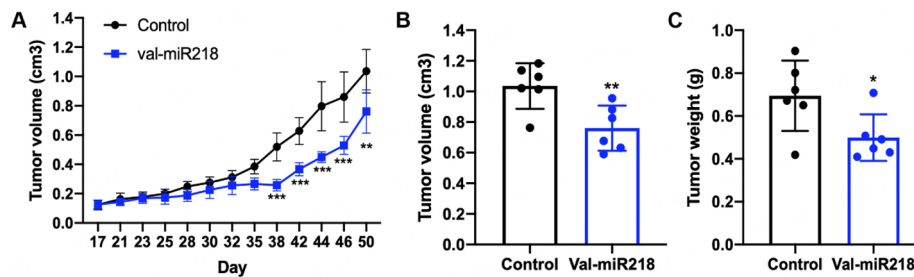 A
Control
val-miR218
Tumor volume (cm3)
1.4
1.2
1.0
0.8
0.6
0.4
0.2
0.0
*** *** *** *** **
17 21 23 25 28 30 32 35 38 42 44 46 50
Day
B
Tumor volume (cm3)
1.4
1.2
1.0
0.8
0.6
0.4
0.2
0.0
**
Control Val-miR218
C
Tumor weight (g)
1.0
0.8
0.6
0.4
0.2
0.0
*
Control Val-miR218